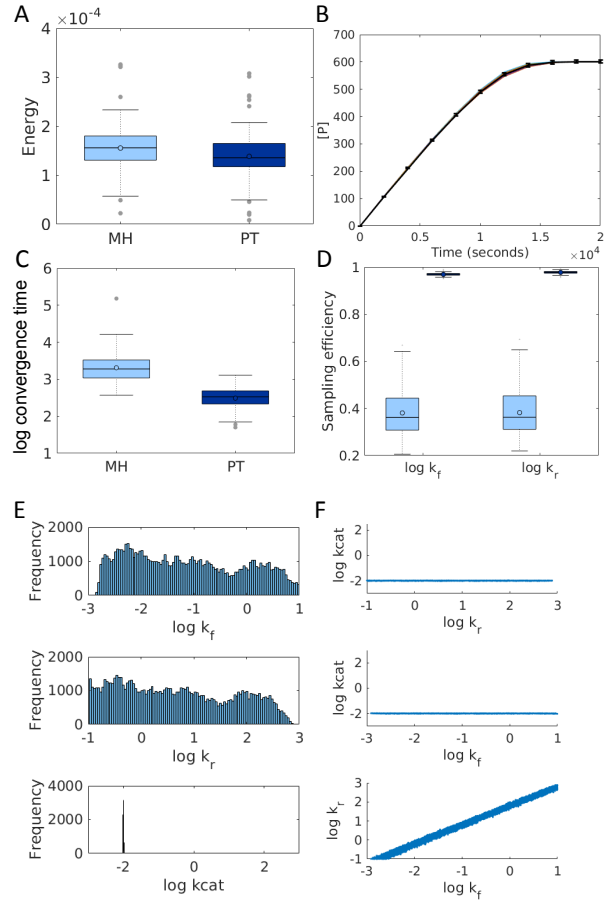 A
×10⁻⁴
4
3
2
1
0
Energy
MH
PT
B
700
600
500
400
300
200
100
0
[P]
0
0.5
1
1.5
2
Time (seconds)
×10⁴
C
6
5
4
3
2
1
log convergence time
MH
PT
D
1
0.8
0.6
0.4
0.2
Sampling efficiency
log k_f
log k_r
E
2000
1000
0
Frequency
-3
-2
-1
0
1
log k_f
2000
1000
0
Frequency
-1
0
1
2
3
log k_r
4000
2000
0
Frequency
-2
0
2
log kcat
F
2
0
-2
log kcat
-1
0
1
2
3
log k_r
2
0
-2
log kcat
-3
-2
-1
0
1
log k_f
3
2
1
0
-1
log k_r
-3
-2
-1
0
1
log k_f